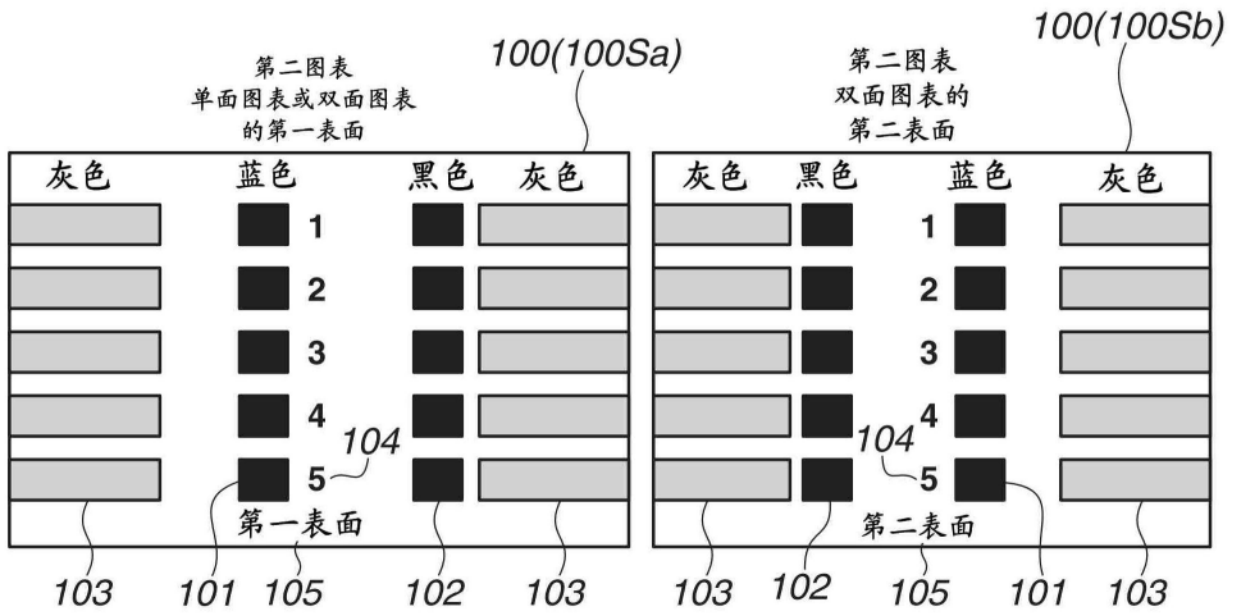 100(100Sa)
第二图表
单面图表或双面图表
的第一表面
灰色 蓝色 黑色 灰色
1
2
3
4
104
5
第一表面
103 101 105 102 103
100(100Sb)
第二图表
双面图表的
第二表面
灰色 黑色 蓝色 灰色
1
2
3
4
104
5
第二表面
103 102 105 101 103